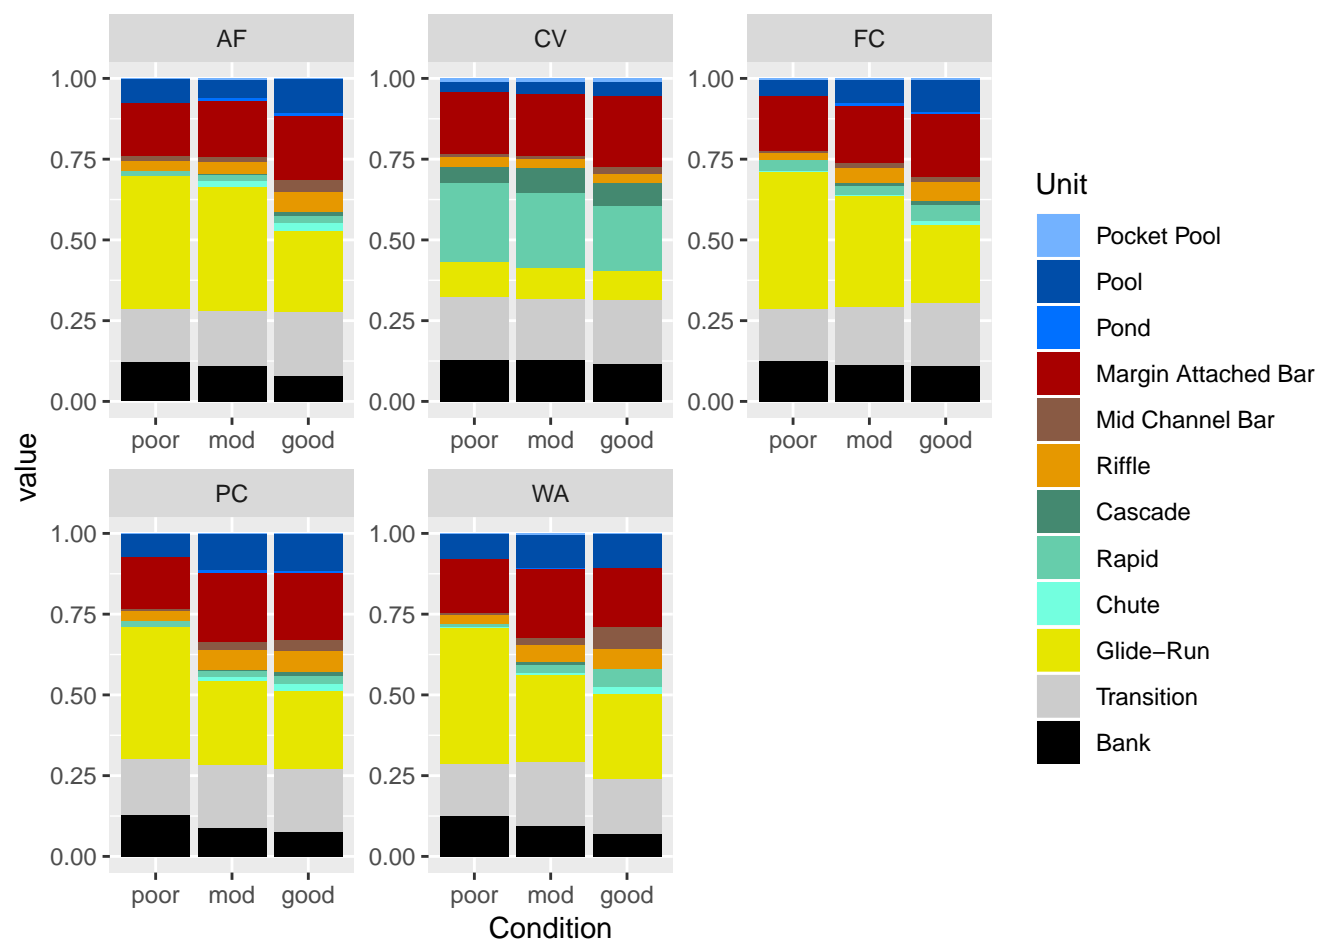 AF
CV
FC
1.00
0.75
0.50
0.25
0.00
1.00
0.75
0.50
0.25
0.00
1.00
0.75
0.50
0.25
0.00
poor mod good
poor mod good
poor mod good
value
PC
WA
1.00
0.75
0.50
0.25
0.00
1.00
0.75
0.50
0.25
0.00
poor mod good
poor mod good
Condition
Unit
Pocket Pool
Pool
Pond
Margin Attached Bar
Mid Channel Bar
Riffle
Cascade
Rapid
Chute
Glide−Run
Transition
Bank